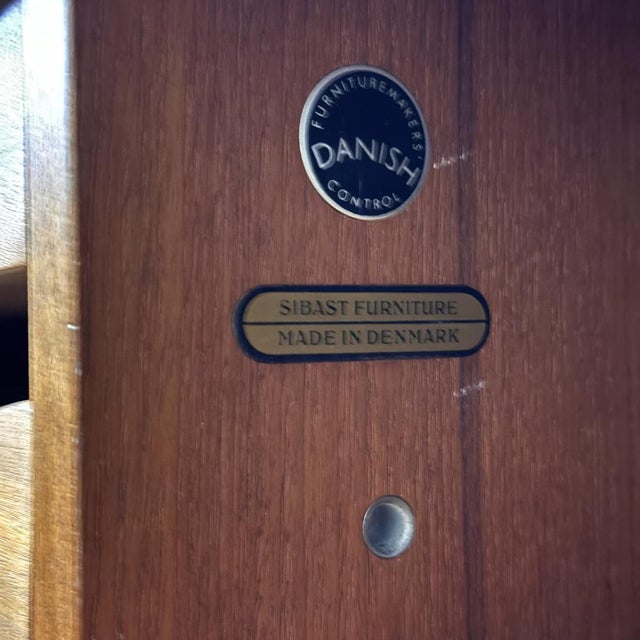 FURNITUREMAKERS'
DANISH
CONTROL
SIBAST FURNITURE
MADE IN DENMARK